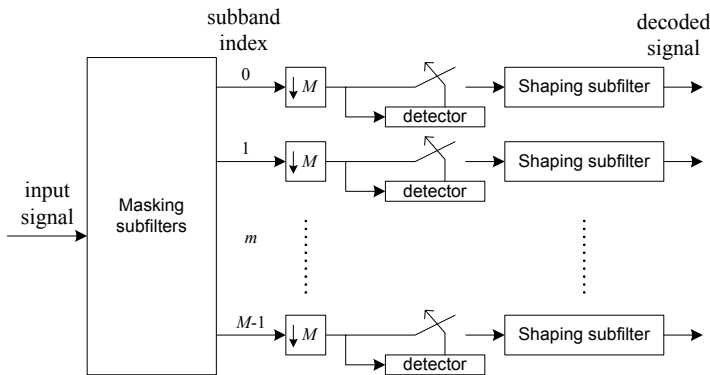 subband
index
decoded
signal
0
↓ M
detector
Shaping subfilter
1
↓ M
detector
Shaping subfilter
input
signal
Masking
subfilters
m
M-1
↓ M
detector
Shaping subfilter